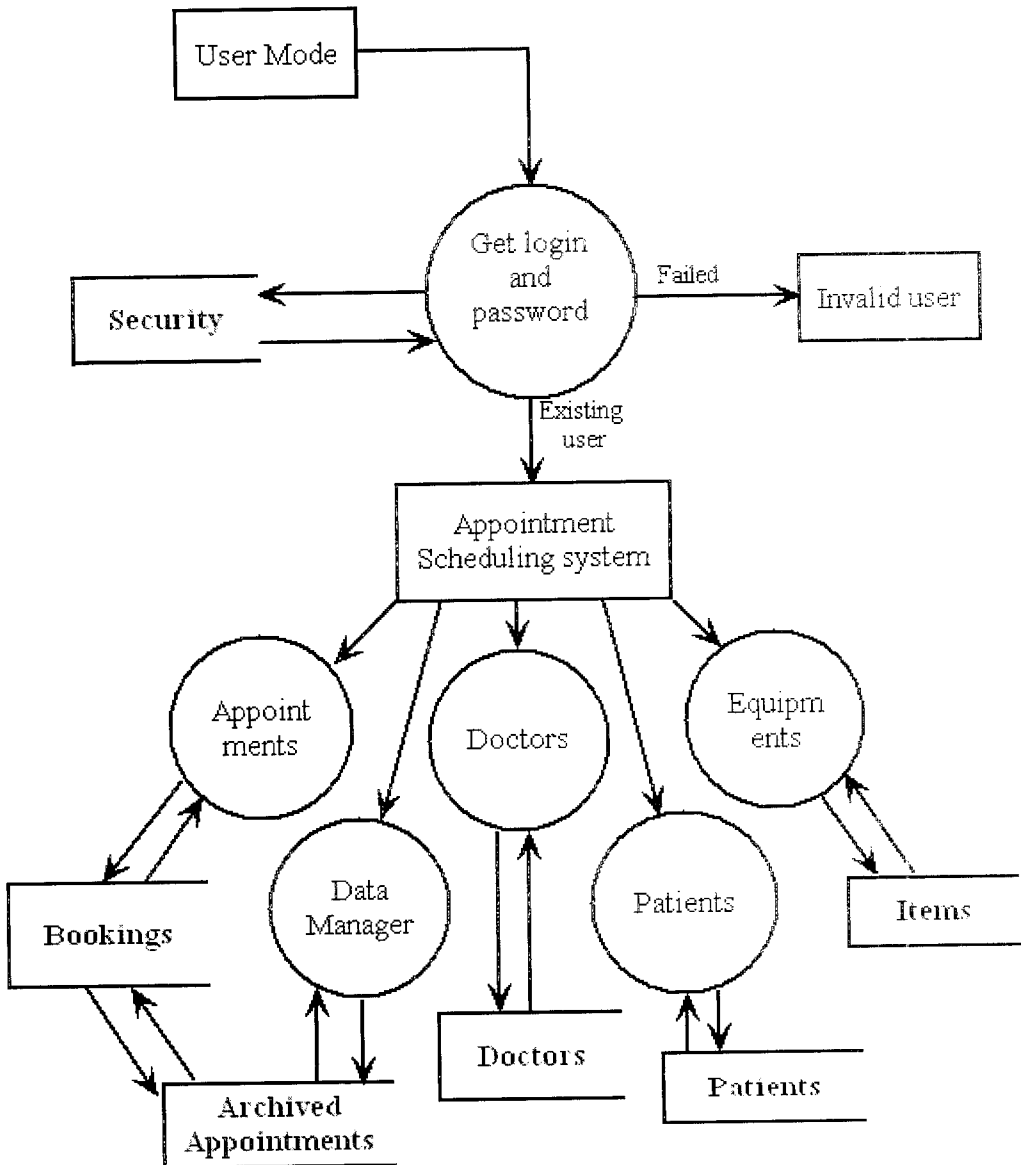 User Mode
Get login
and
password
Failed
Invalid user
Security
Existing
user
Appointment
Scheduling system
Appoint
ments
Doctors
Equipm
ents
Data
Manager
Patients
Items
Bookings
Doctors
Patients
Archived
Appointments